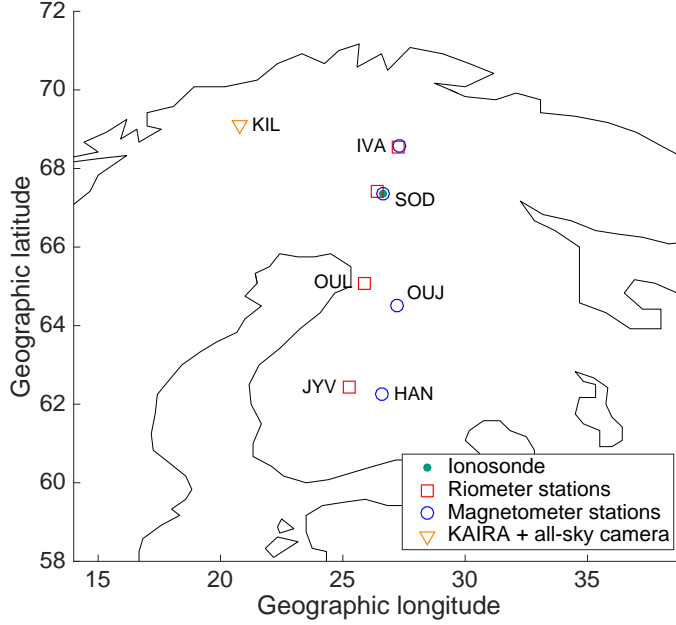 72
70
68
66
64
62
60
58
Geographic latitude
KIL
IVA
SOD
OUL
OUJ
JYV
HAN
Ionosonde
Riometer stations
Magnetometer stations
KAIRA + all-sky camera
15 20 25 30 35
Geographic longitude